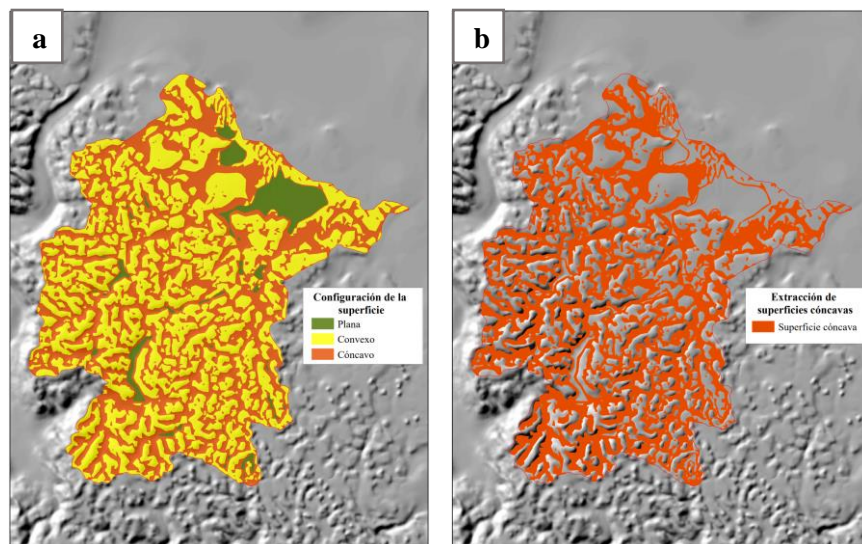 a
Configuración de la
superficie
Plana
Convexo
Cóncavo
b
Extracción de
superficies cóncavas
Superficie cóncava